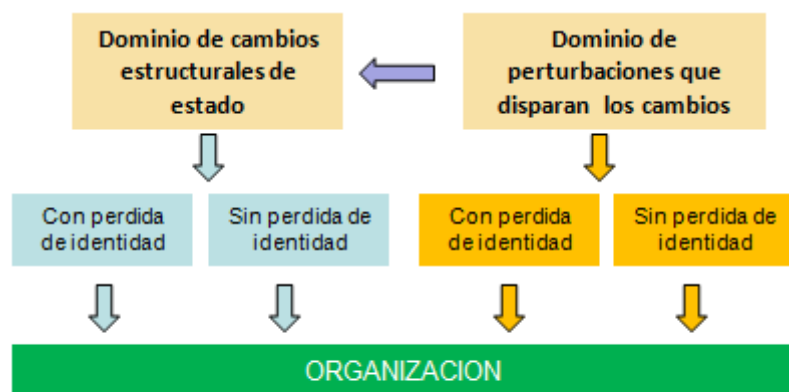 Dominio de cambios
estructurales de
estado
Dominio de
perturbaciones que
disparan los cambios
Con perdida
de identidad
Sin perdida de
identidad
Con perdida
de identidad
Sin perdida de
identidad
ORGANIZACION